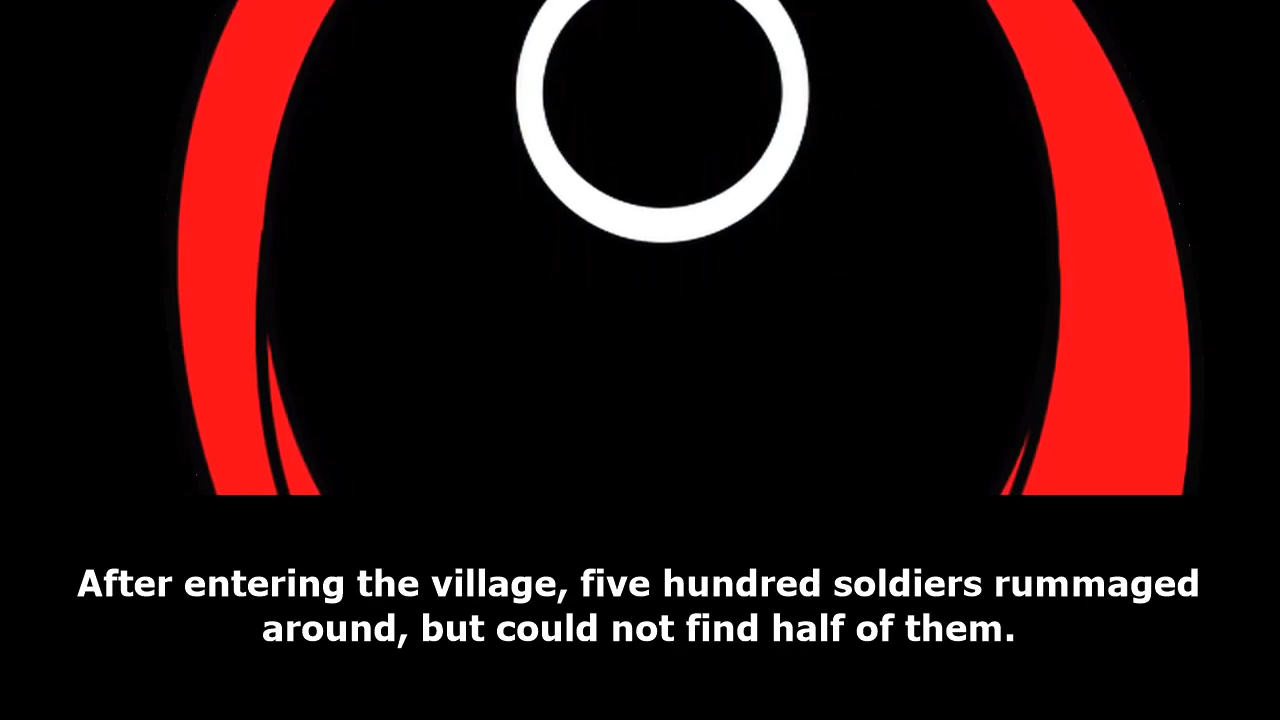 After entering the village, five hundred soldiers rummaged
around, but could not find half of them.